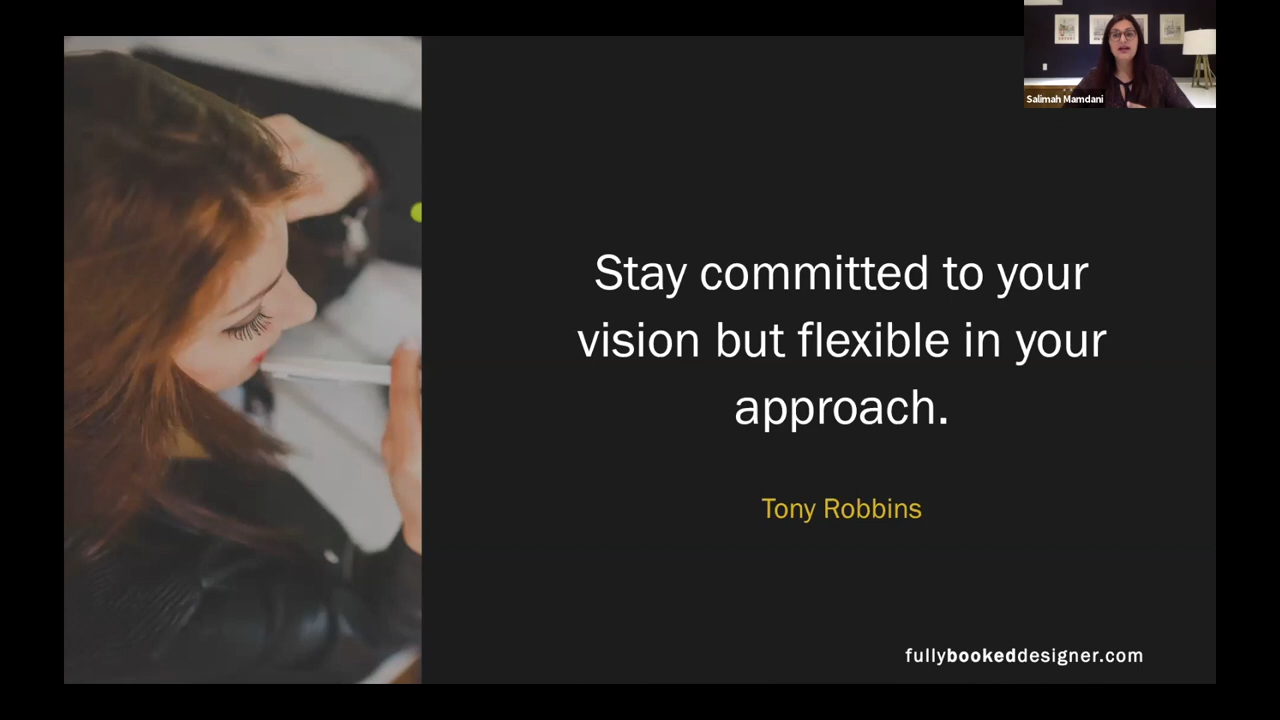 Salimah Mamdani
Stay committed to your
vision but flexible in your
approach.
Tony Robbins
fullybookeddesigner.com